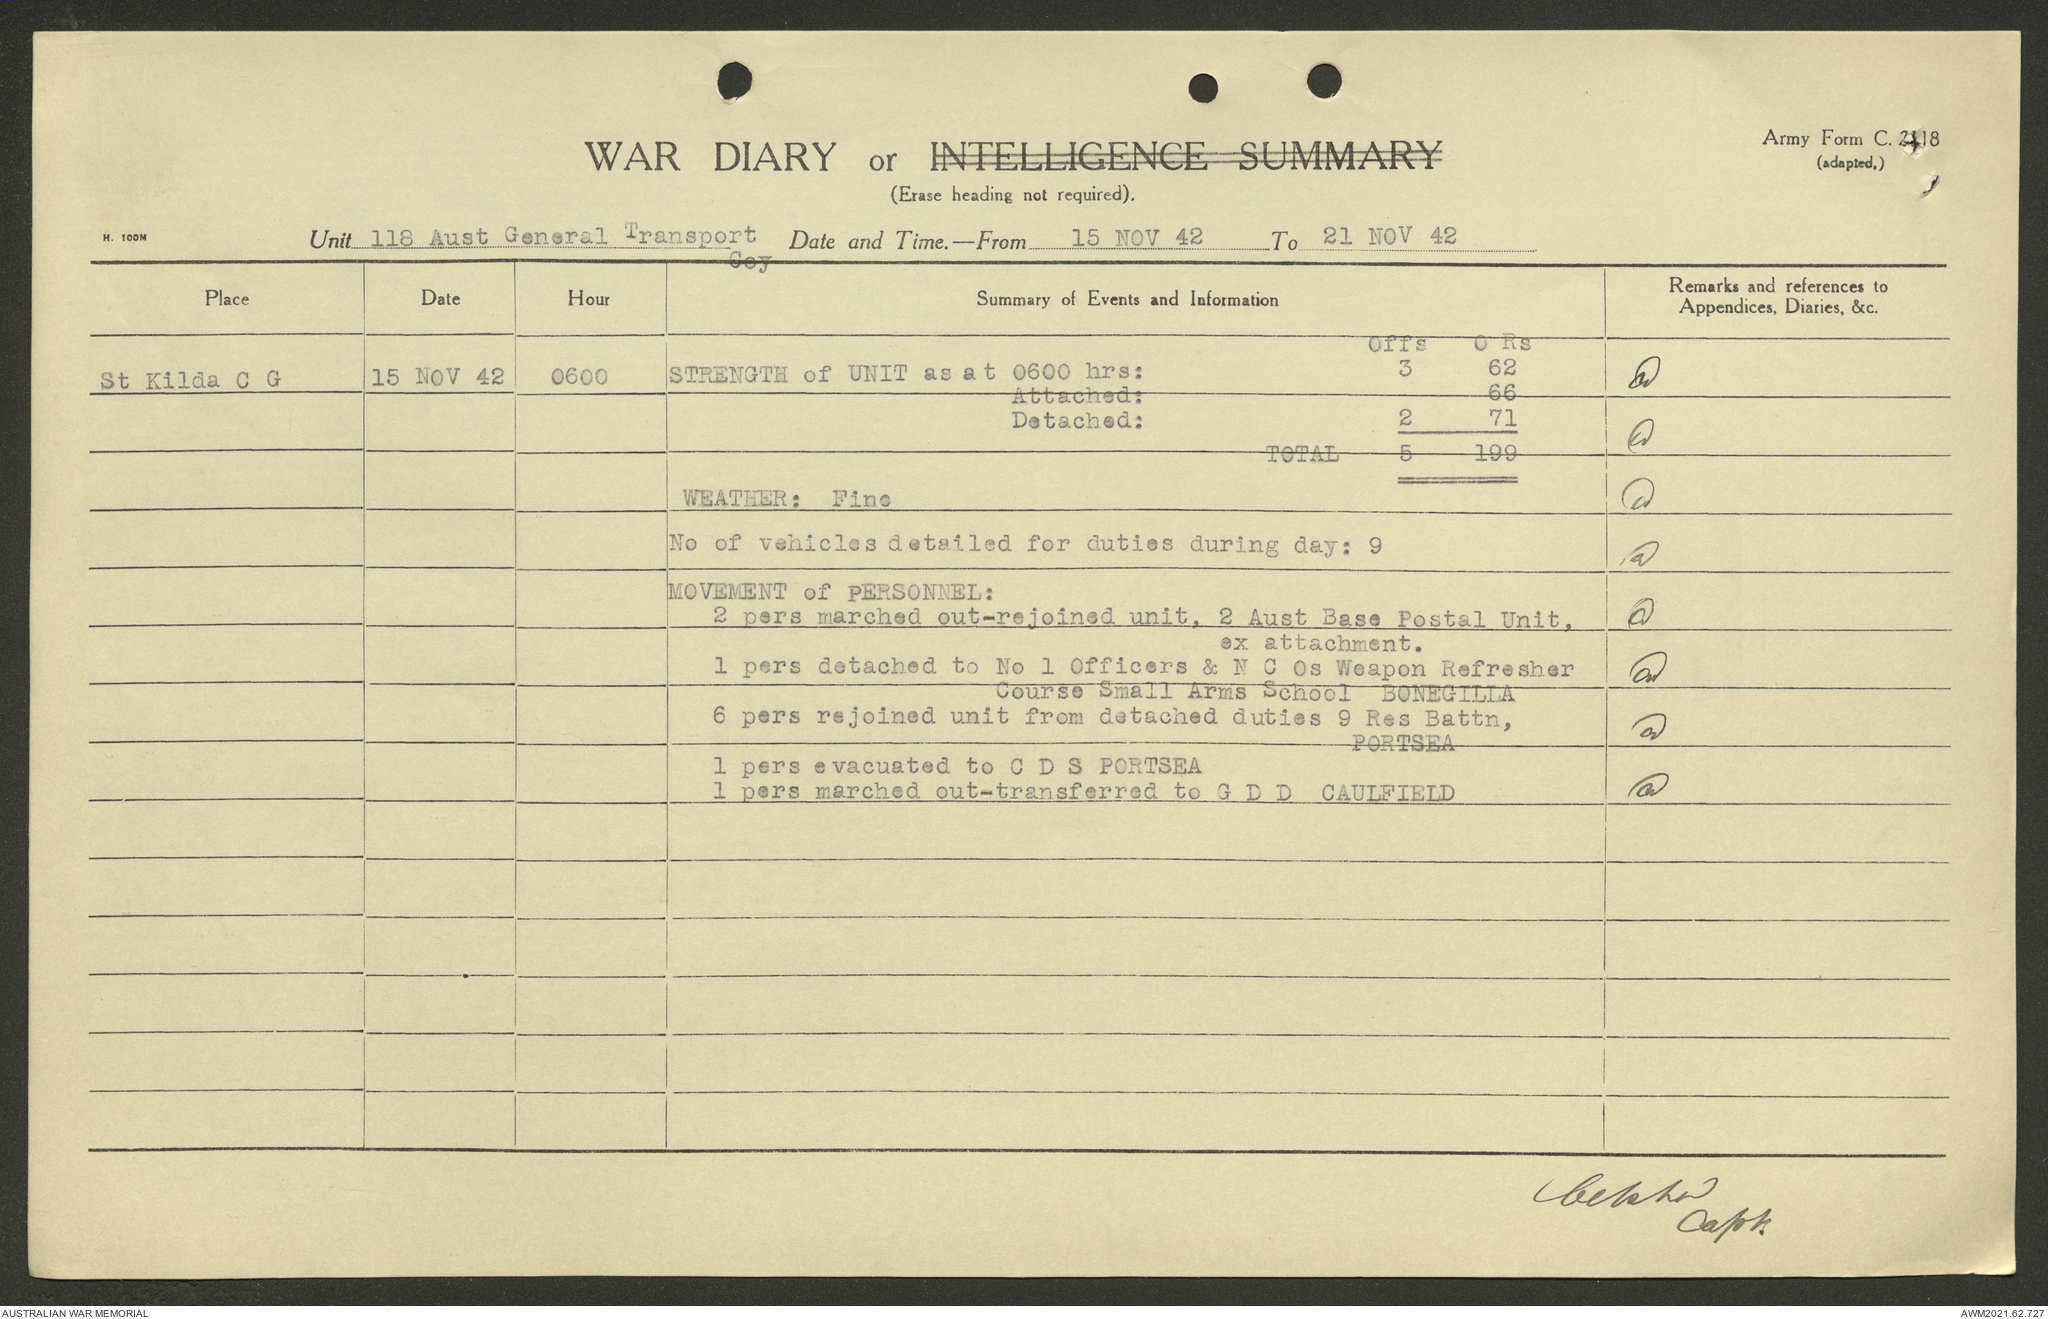 Army Form C. 2118
(adapted.)
WAR DIARY or INTELLIGENCE SUMMARY
(Erase heading not required).
H. 100M
Unit 118 Aust General Transport Coy Date and Time.—From 15 NOV 42 To 21 NOV 42
Place Date Hour Summary of Events and Information Remarks and references to
Appendices, Diaries, &c.
Offs O Rs
St Kilda C G 15 NOV 42 0600 STRENGTH of UNIT as at 0600 hrs: 3 62
Attached: 66
Detached: 2 71
TOTAL 5 199
WEATHER: Fine
No of vehicles detailed for duties during day: 9
MOVEMENT of PERSONNEL:
2 pers marched out-rejoined unit, 2 Aust Base Postal Unit,
ex attachment.
1 pers detached to No 1 Officers & N C Os Weapon Refresher
Course Small Arms School BONEGILLA
6 pers rejoined unit from detached duties 9 Res Battn,
PORTSEA
1 pers evacuated to C D S PORTSEA
1 pers marched out-transferred to G D D CAULFIELD
Capt.
AUSTRALIAN WAR MEMORIAL
AWM2021.62.727